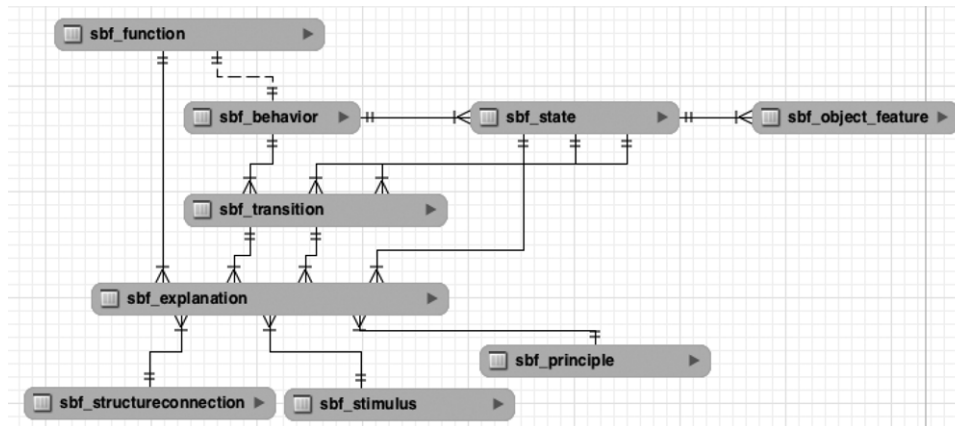 sbf_function
sbf_behavior
sbf_state
sbf_object_feature
sbf_transition
sbf_explanation
sbf_principle
sbf_structureconnection
sbf_stimulus